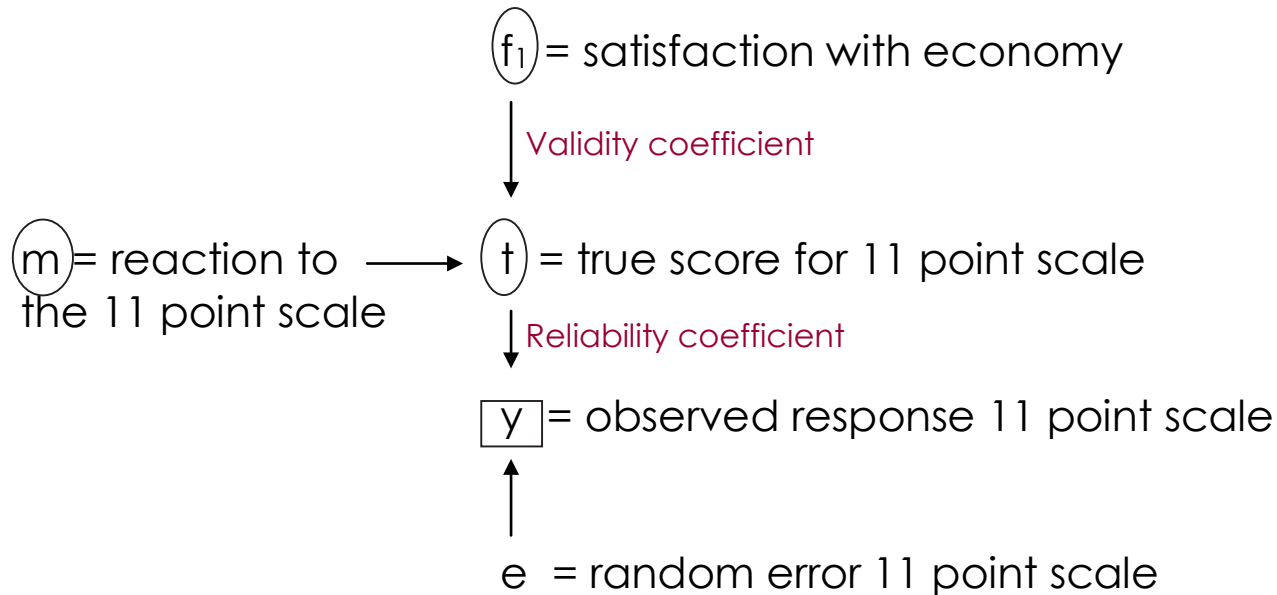 f₁ = satisfaction with economy
Validity coefficient
m = reaction to
the 11 point scale
t = true score for 11 point scale
Reliability coefficient
y = observed response 11 point scale
e = random error 11 point scale